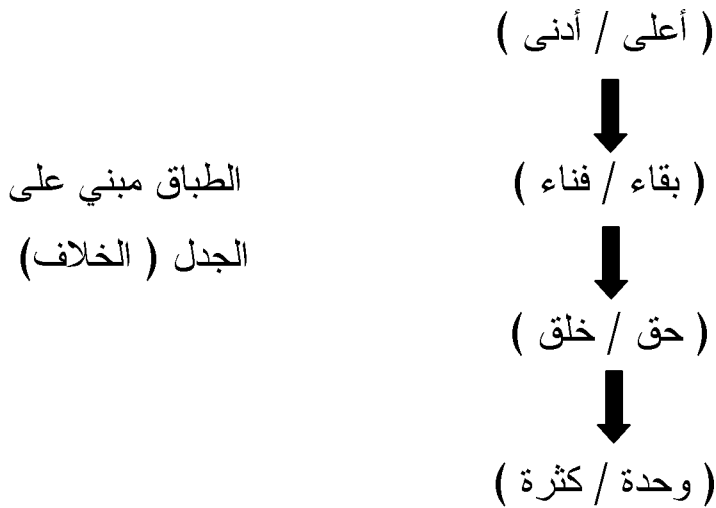 ( أعلى / أدنى )
( بقاء / فناء )
الطباق مبني على
الجدل ( الخلاف)
( حق / خلق )
( وحدة / كثرة )